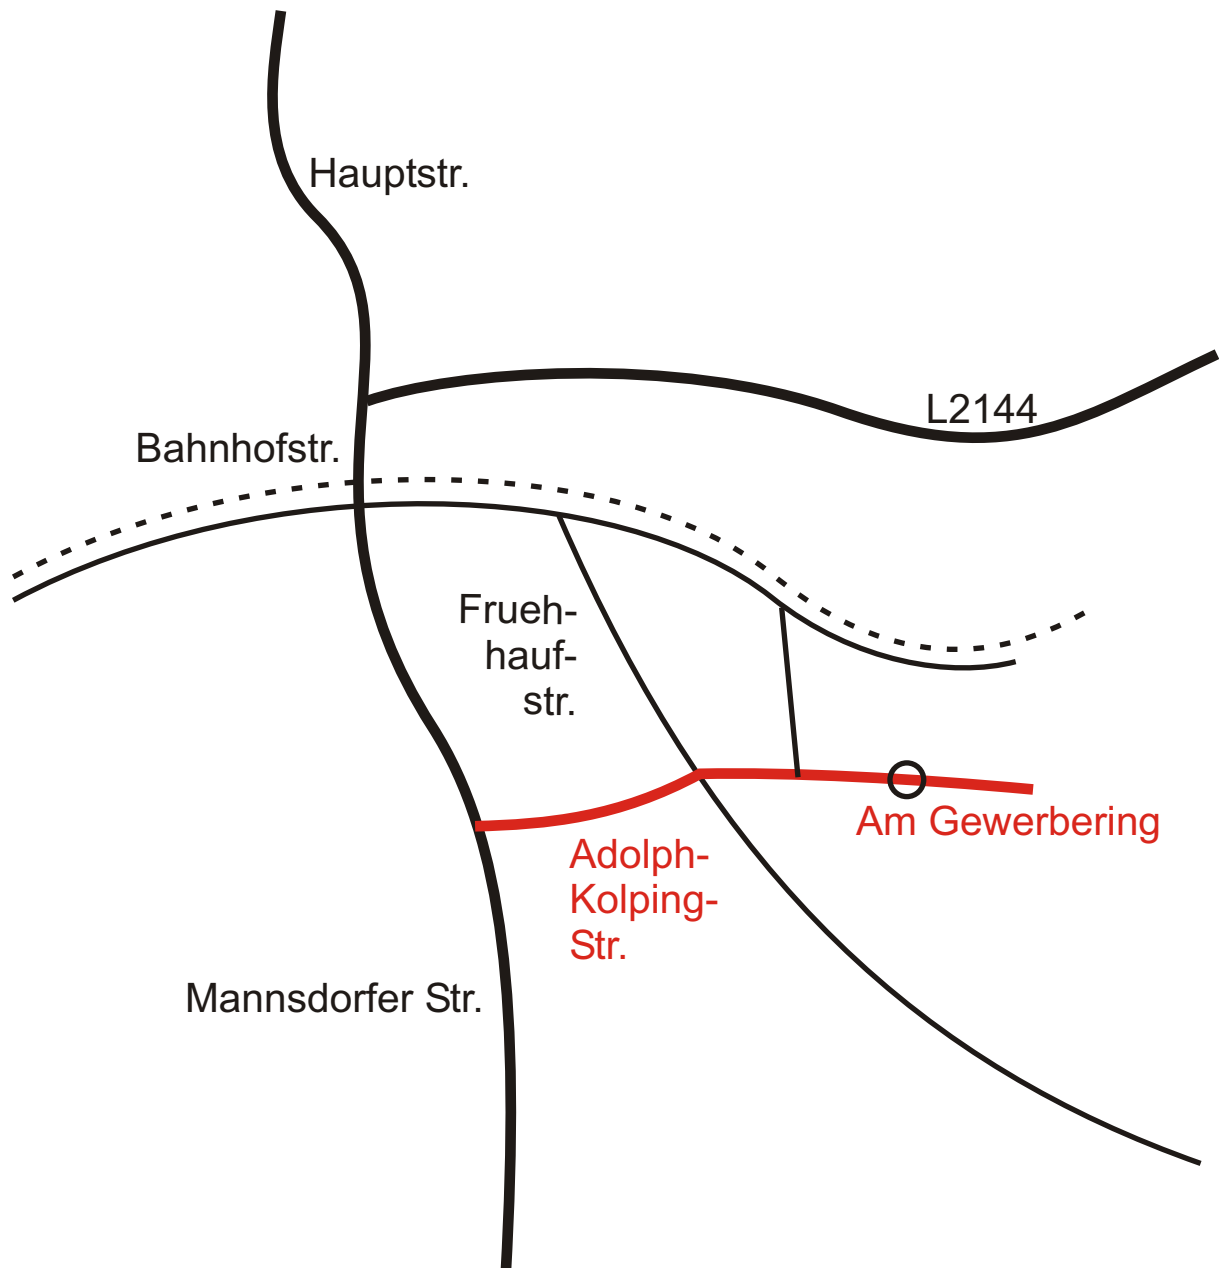 Hauptstr.
L2144
Bahnhofstr.
Frueh-
hauf-
str.
Am Gewerbering
Adolph-
Kolping-
Str.
Mannsdorfer Str.